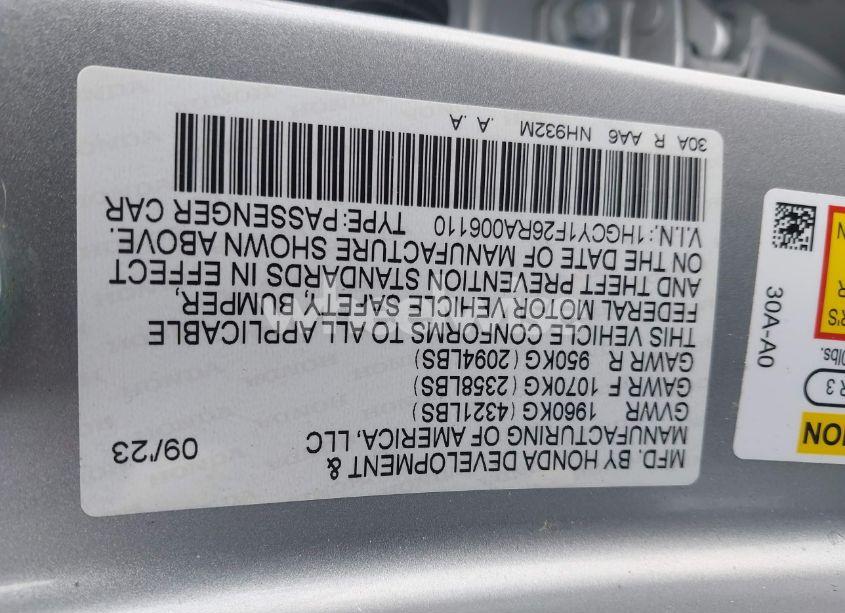 MFD. BY HONDA DEVELOPMENT &
MANUFACTURING OF AMERICA, LLC
09/'23
GVWR 1960KG (4321LBS)
GAWR F 1070KG (2358LBS)
GAWR R 950KG (2094LBS)
THIS VEHICLE CONFORMS TO ALL APPLICABLE
FEDERAL MOTOR VEHICLE SAFETY, BUMPER,
AND THEFT PREVENTION STANDARDS IN EFFECT
ON THE DATE OF MANUFACTURE SHOWN ABOVE.
V.I.N.:1HGCY1F26RA006110 TYPE:PASSENGER CAR
30A R AA6 NH932M .A .A
30A-A0
R 3